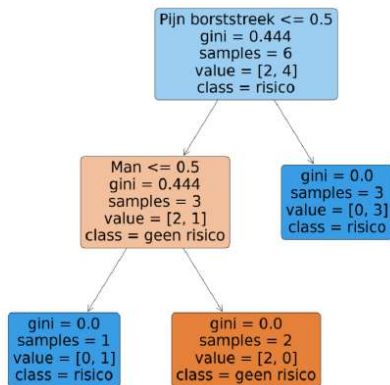 Pijn borststreek <= 0.5
gini = 0.444
samples = 6
value = [2, 4]
class = risico
Man <= 0.5
gini = 0.444
samples = 3
value = [2, 1]
class = geen risico
gini = 0.0
samples = 3
value = [0, 3]
class = risico
gini = 0.0
samples = 1
value = [0, 1]
class = risico
gini = 0.0
samples = 2
value = [2, 0]
class = geen risico